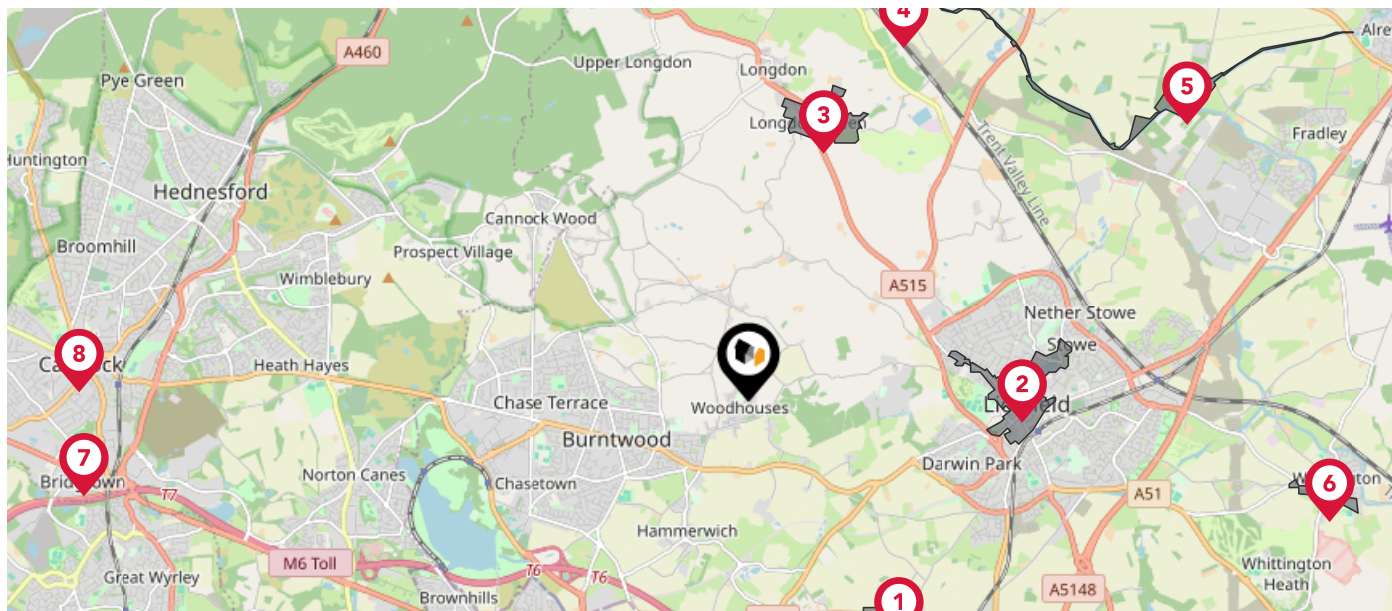 4
A460
Upper Longdon
Longdon
Alre
Pye Green
5
3
Fradley
Huntington
Trent Valley Line
Hednesford
Cannock Wood
Broomhill
Prospect Village
Wimblebury
A515
Nether Stowe
Stowe
8
Heath Hayes
2
Chase Terrace
Woodhouses
Burntwood
7
Darwin Park
Norton Canes
Chasetown
T7
A51
6
Hammerwich
M6 Toll
T6
T6
Great Wyrley
Whittington
Heath
Brownhills
A5148
1